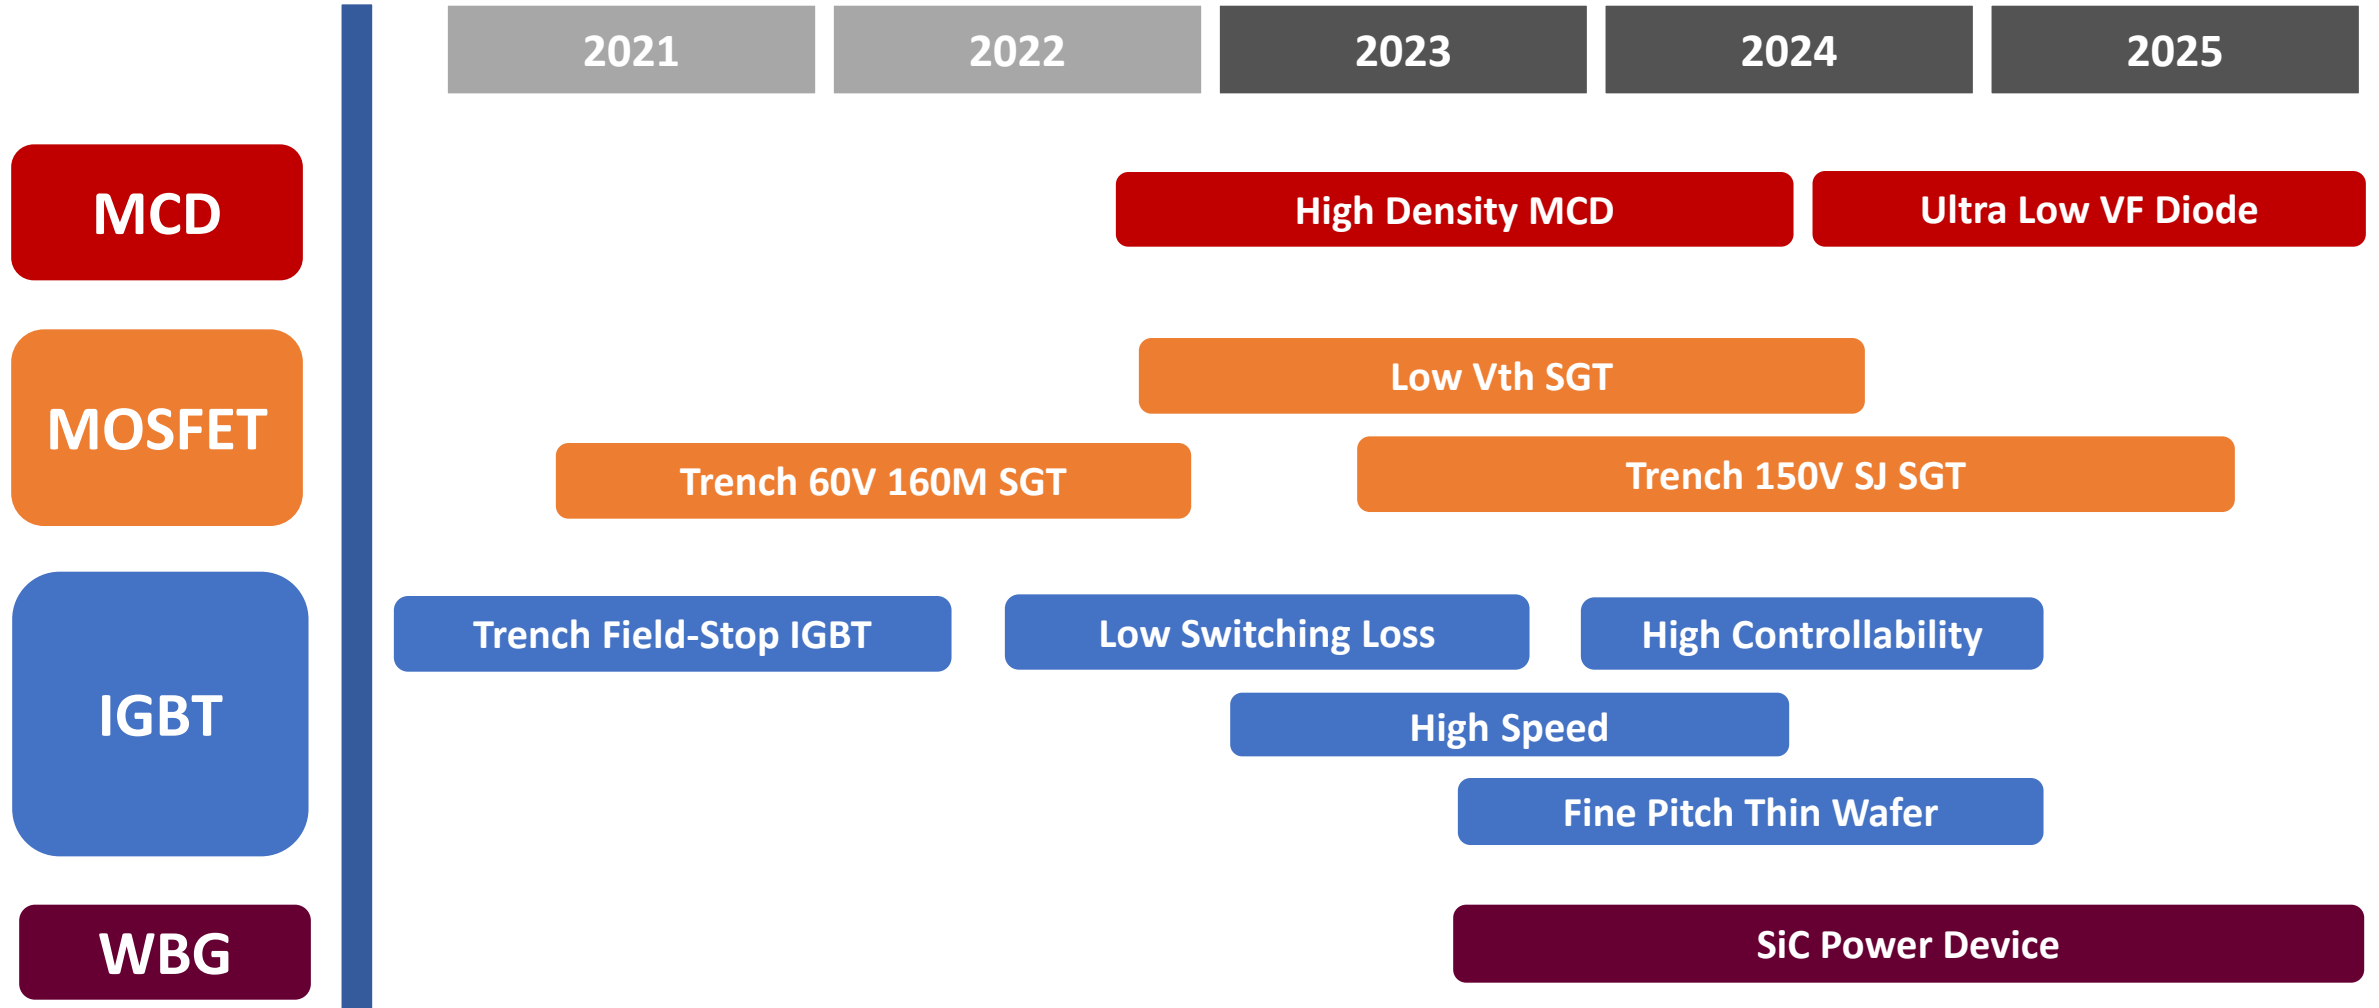 2021
2022
2023
2024
2025
MCD
High Density MCD
Ultra Low VF Diode
MOSFET
Low Vth SGT
Trench 60V 160M SGT
Trench 150V SJ SGT
IGBT
Trench Field-Stop IGBT
Low Switching Loss
High Controllability
High Speed
Fine Pitch Thin Wafer
WBG
SiC Power Device